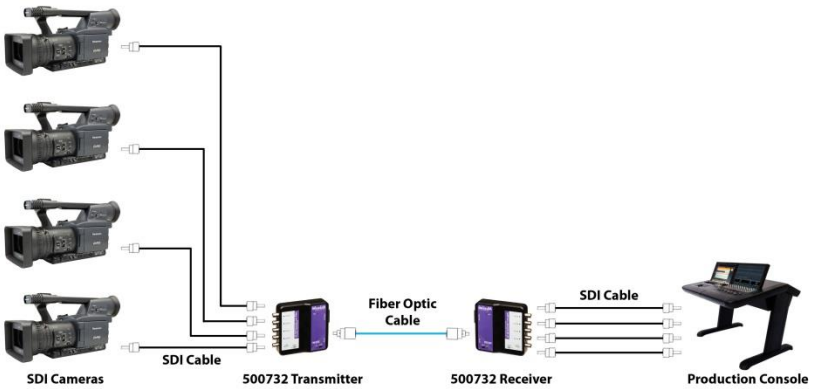 Fiber Optic
Cable
SDI Cable
SDI Cable
SDI Cameras
500732 Transmitter
500732 Receiver
Production Console